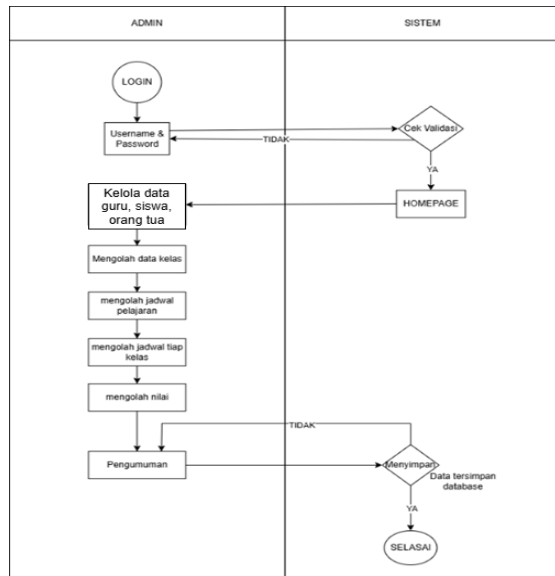 ADMIN
SISTEM
LOGIN
Username &
Password
Cek Validasi
TIDAK
YA
Kelola data
guru, siswa,
orang tua
HOMEPAGE
Mengolah data kelas
mengolah jadwal
pelajaran
mengolah jadwal tiap
kelas
mengolah nilai
TIDAK
Pengumuman
Menyimpan
Data tersimpan
database
YA
SELASAI